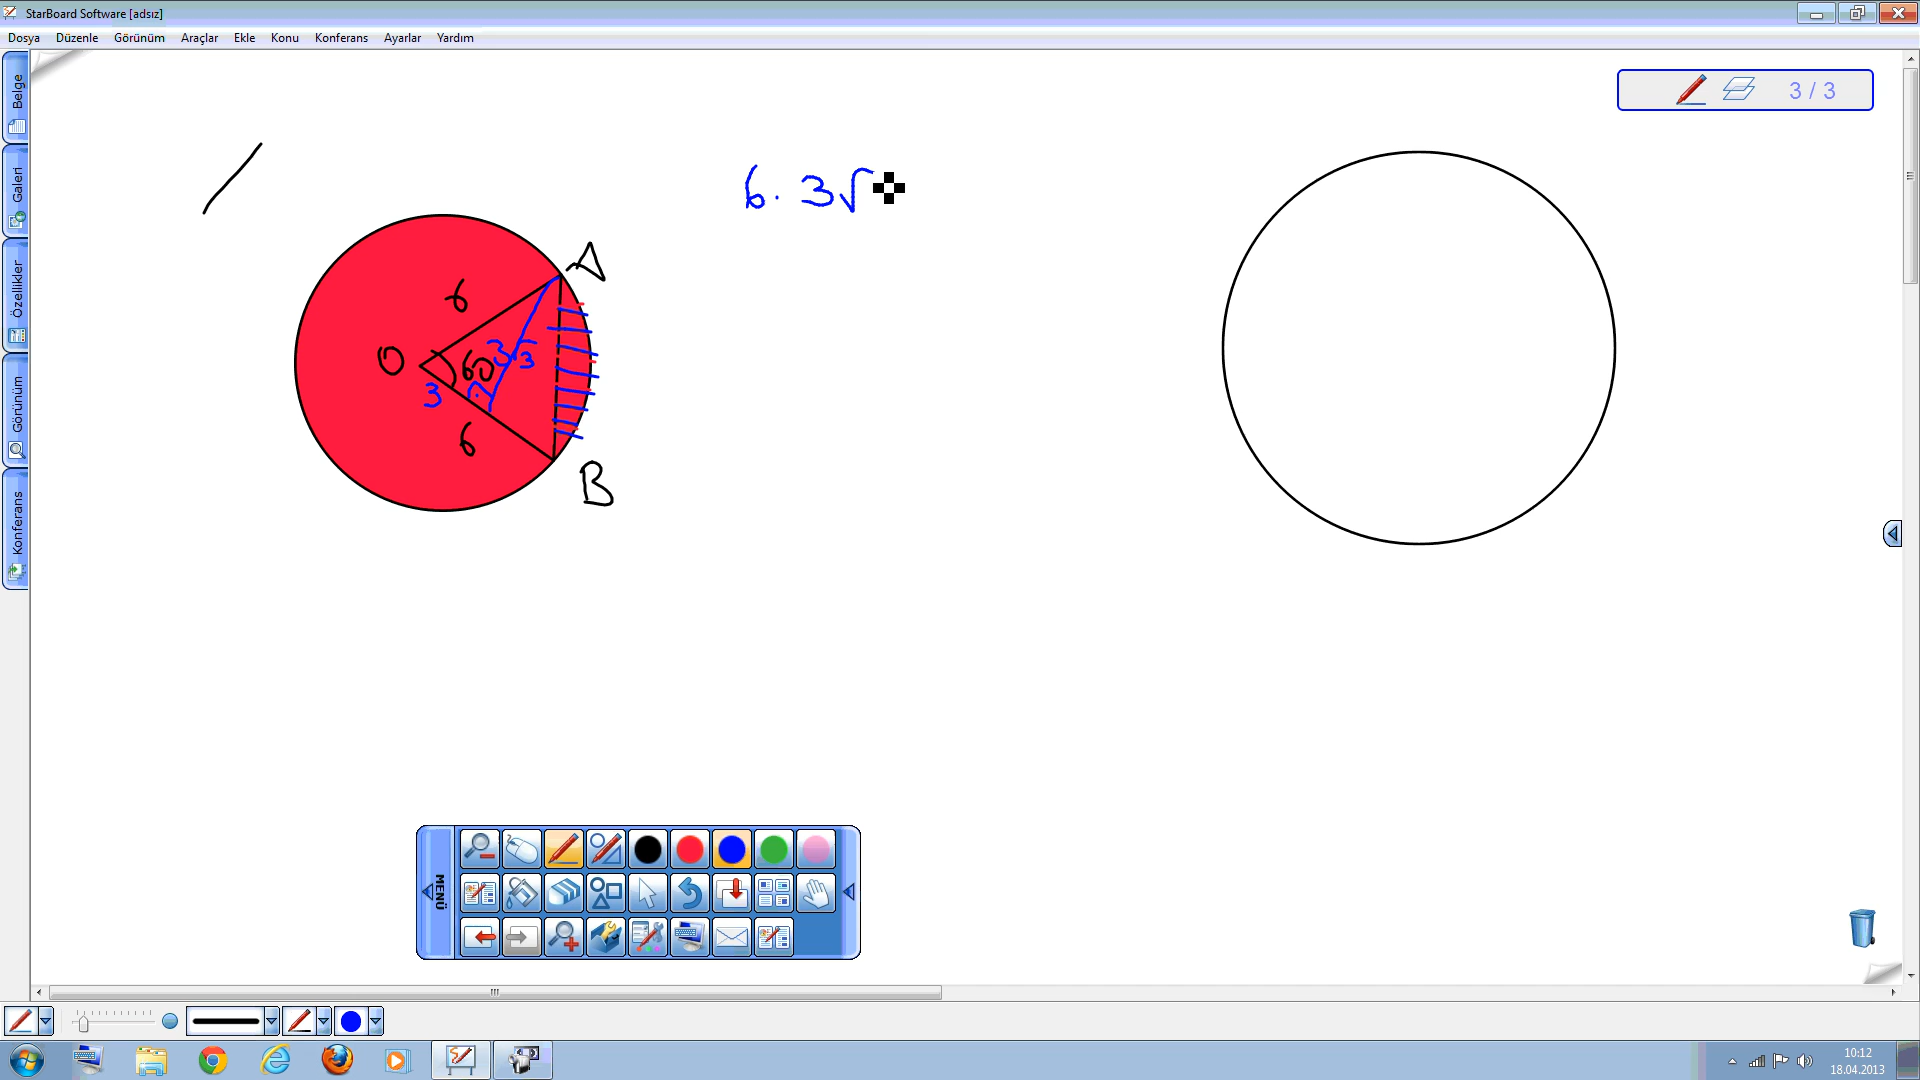 StarBoard Software [adsız]
Dosya Düzenle Görünüm Araçlar Ekle Konu Konferans Ayarlar Yardım
Belge
Galeri
Özellikler
Görünüm
Konferans
3 / 3
6 . 3√
A
6
O 60 3√3
3
6
B
MENÜ
10:12
18.04.2013